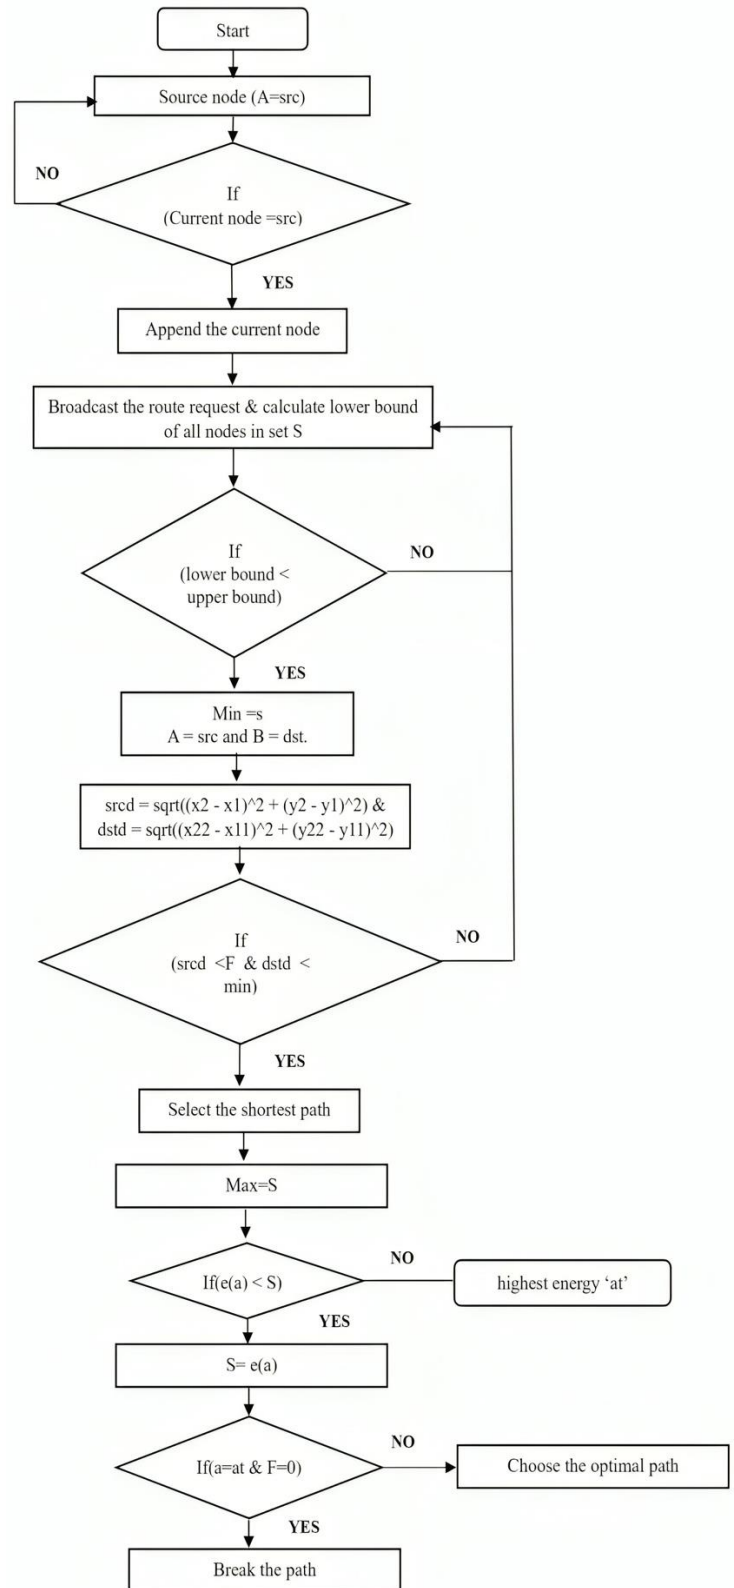 Start
Source node (A=src)
NO
If
(Current node =src)
YES
Append the current node
Broadcast the route request & calculate lower bound
of all nodes in set S
If
(lower bound <
upper bound)
NO
YES
Min =s
A = src and B = dst.
srcd = sqrt((x2 - x1)^2 + (y2 - y1)^2) &
dstd = sqrt((x22 - x11)^2 + (y22 - y11)^2)
If
(srcd <F & dstd <
min)
NO
YES
Select the shortest path
Max=S
If(e(a) < S)
NO
highest energy ‘at’
YES
S= e(a)
If(a=at & F=0)
NO
Choose the optimal path
YES
Break the path